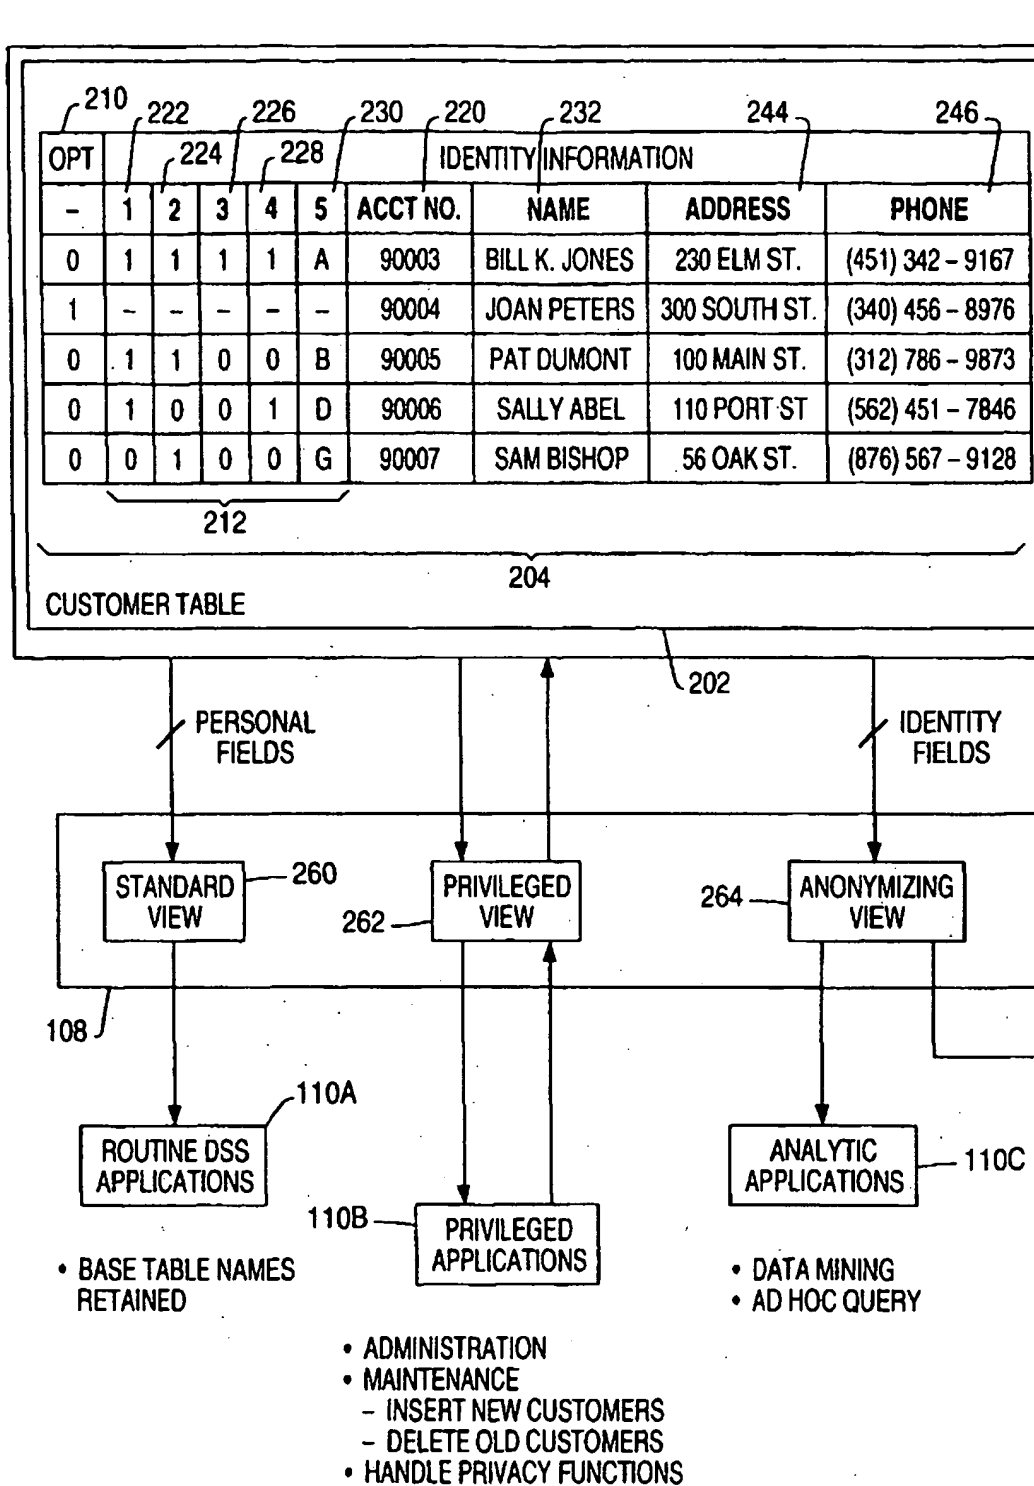 210 222 226 230 220 232 244 246
OPT 224 228 IDENTITY INFORMATION
– 1 2 3 4 5 ACCT NO. NAME ADDRESS PHONE
0 1 1 1 1 A 90003 BILL K. JONES 230 ELM ST. (451) 342 – 9167
1 – – – – – 90004 JOAN PETERS 300 SOUTH ST. (340) 456 – 8976
0 1 1 0 0 B 90005 PAT DUMONT 100 MAIN ST. (312) 786 – 9873
0 1 0 0 1 D 90006 SALLY ABEL 110 PORT ST (562) 451 – 7846
0 0 1 0 0 G 90007 SAM BISHOP 56 OAK ST. (876) 567 – 9128
212
204
CUSTOMER TABLE
202
PERSONAL
FIELDS
IDENTITY
FIELDS
STANDARD
VIEW
260
PRIVILEGED
VIEW
262
264
ANONYMIZING
VIEW
108
110A
ROUTINE DSS
APPLICATIONS
110B
PRIVILEGED
APPLICATIONS
ANALYTIC
APPLICATIONS
110C
• BASE TABLE NAMES
RETAINED
• DATA MINING
• AD HOC QUERY
• ADMINISTRATION
• MAINTENANCE
– INSERT NEW CUSTOMERS
– DELETE OLD CUSTOMERS
• HANDLE PRIVACY FUNCTIONS